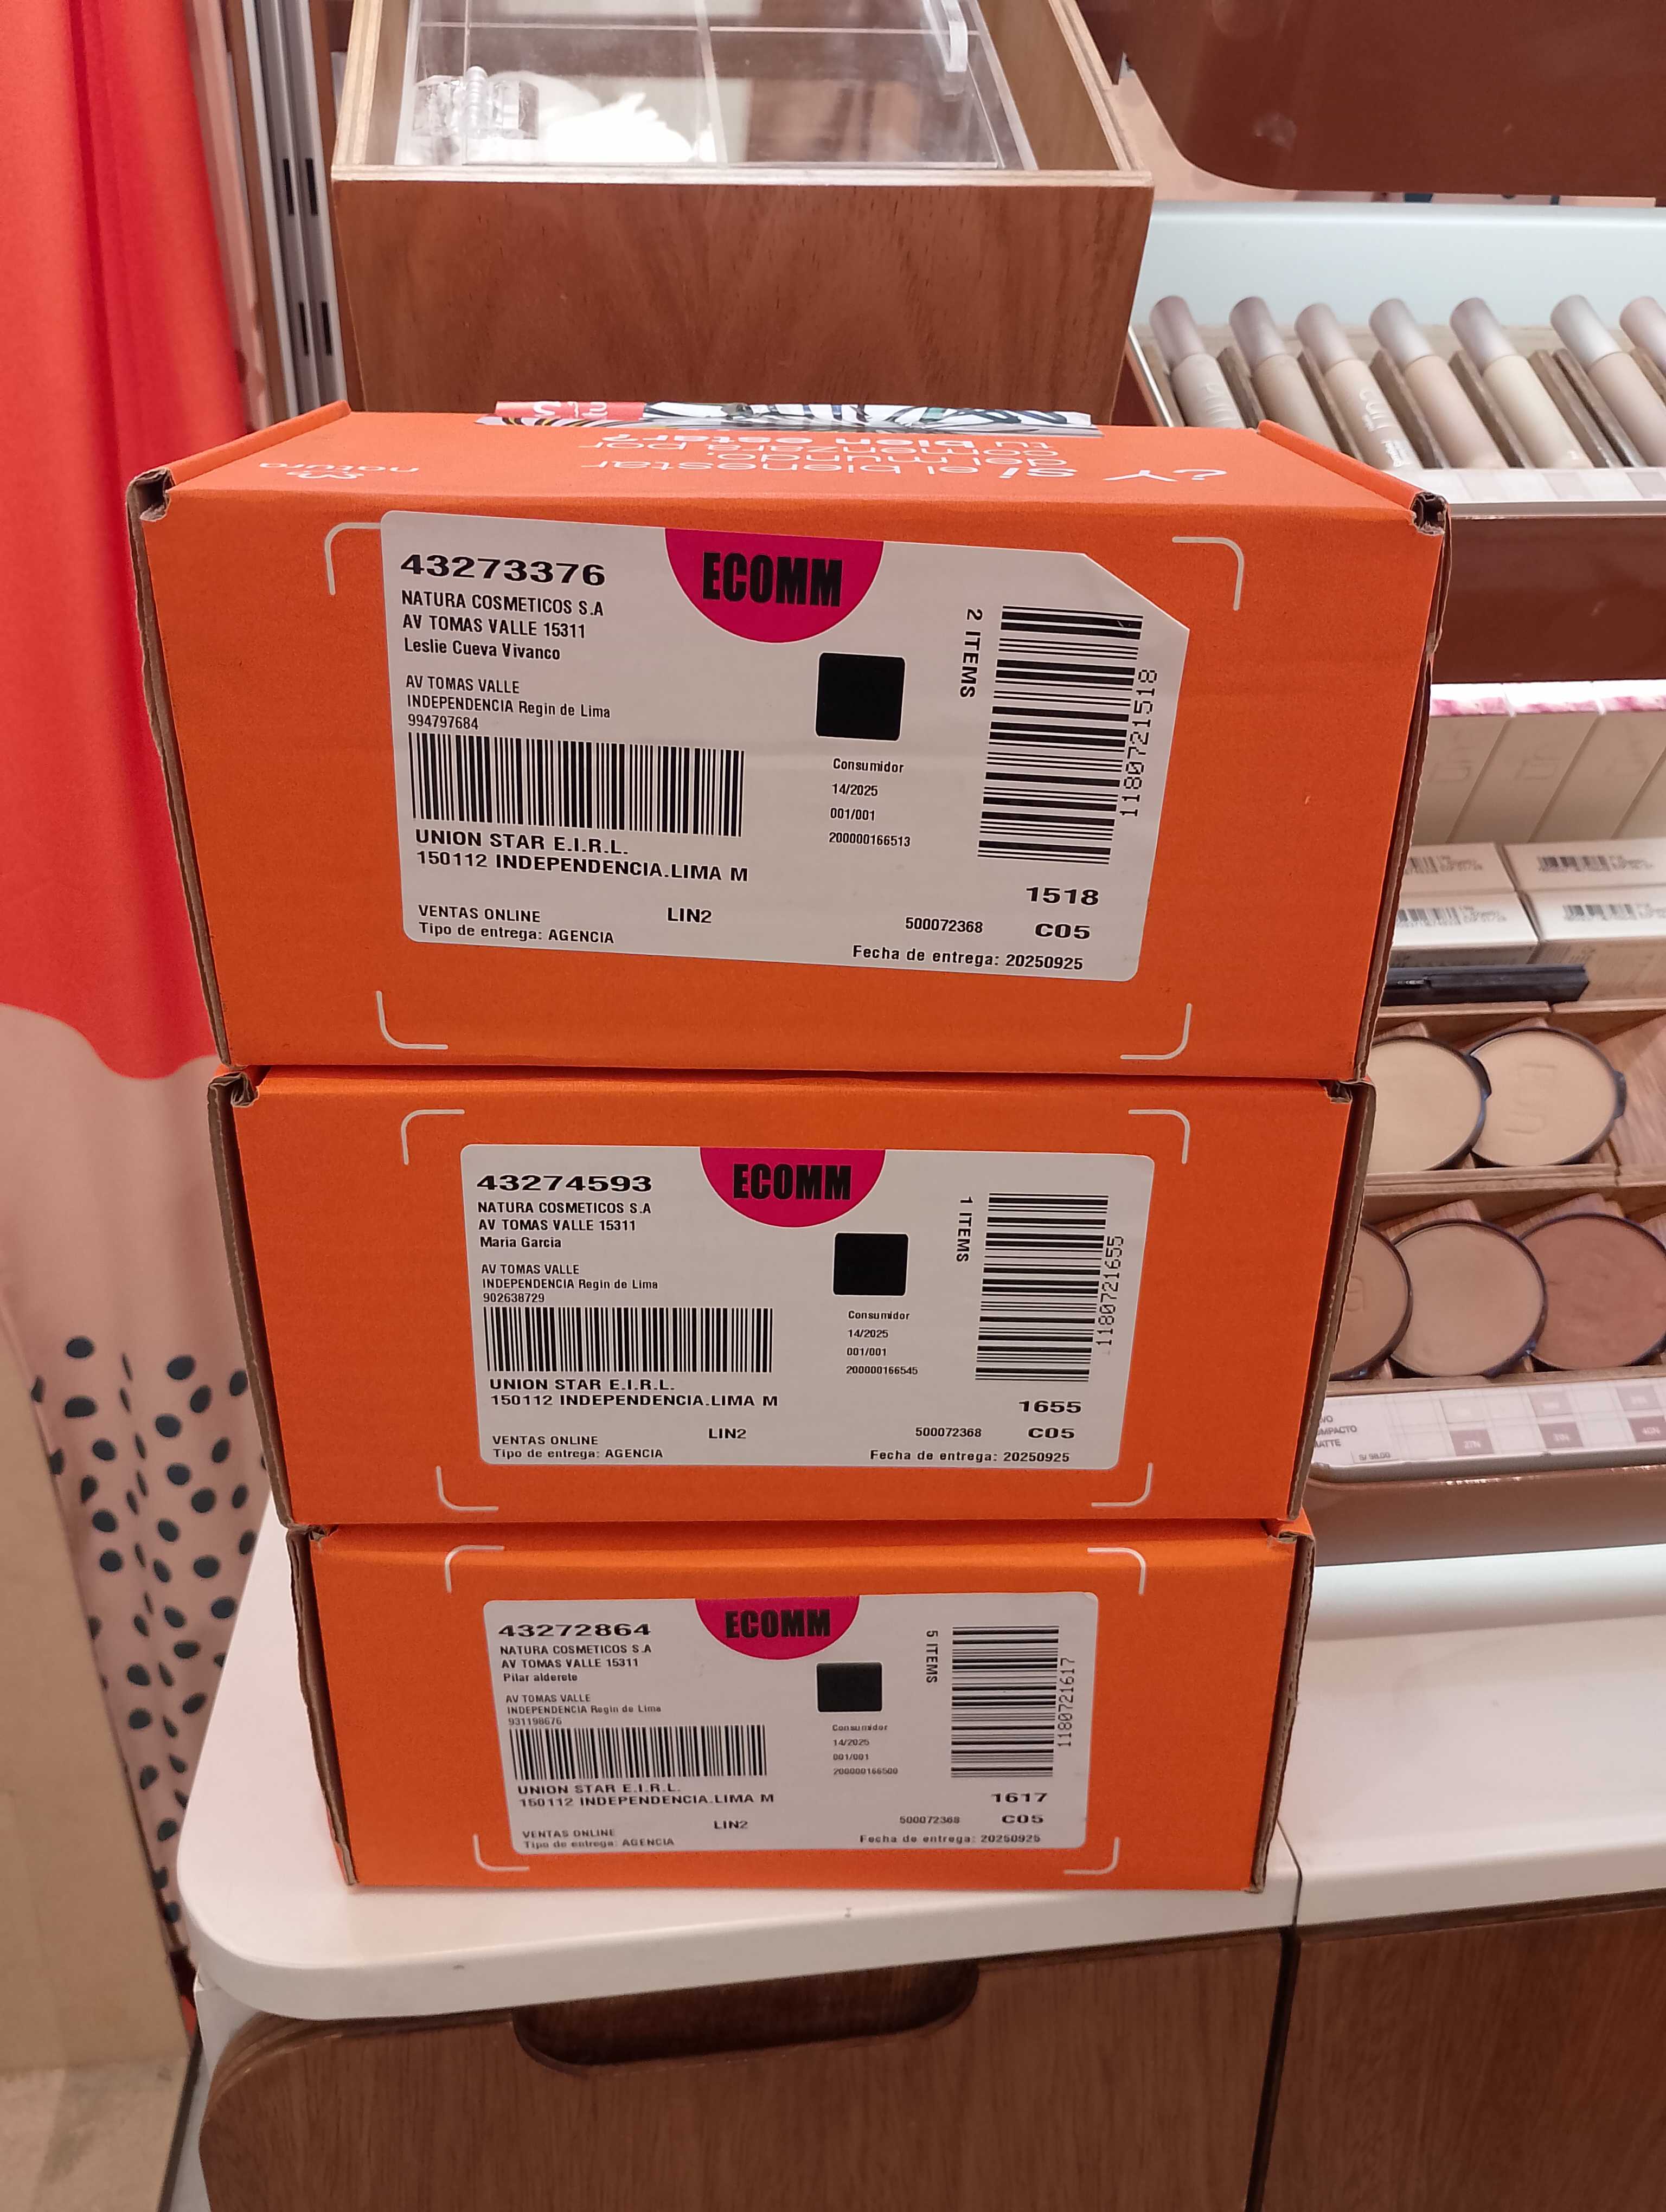 natura
¿Y
si el bienestar
del mundo,
comenzara por
tu bien estar?
43273376
NATURA COSMETICOS S.A
AV TOMAS VALLE 15311
Leslie Cueva Vivanco
AV TOMAS VALLE
INDEPENDENCIA Regin de Lima
994797684
UNION STAR E.I.R.L.
150112 INDEPENDENCIA.LIMA M
VENTAS ONLINE
LIN2
Tipo de entrega: AGENCIA
ECOMM
Consumidor
14/2025
001/001
200000166513
2 ITEMS
1180721518
1518
500072368
C05
Fecha de entrega: 20250925
43274593
NATURA COSMETICOS S.A
AV TOMAS VALLE 15311
Maria Garcia
AV TOMAS VALLE
INDEPENDENCIA Regin de Lima
902638729
UNION STAR E.I.R.L.
150112 INDEPENDENCIA.LIMA M
VENTAS ONLINE
LIN2
Tipo de entrega: AGENCIA
ECOMM
Consumidor
14/2025
001/001
200000166545
1 ITEMS
1180721655
1655
500072368
C05
Fecha de entrega: 20250925
43272864
NATURA COSMETICOS S.A
AV TOMAS VALLE 15311
Pilar alderete
AV TOMAS VALLE
INDEPENDENCIA Regin de Lima
931198676
UNION STAR E.I.R.L.
150112 INDEPENDENCIA.LIMA M
VENTAS ONLINE
LIN2
Tipo de entrega: AGENCIA
ECOMM
Consumidor
14/2025
001/001
200000166500
5 ITEMS
1180721617
1617
500072368
C05
Fecha de entrega: 20250925